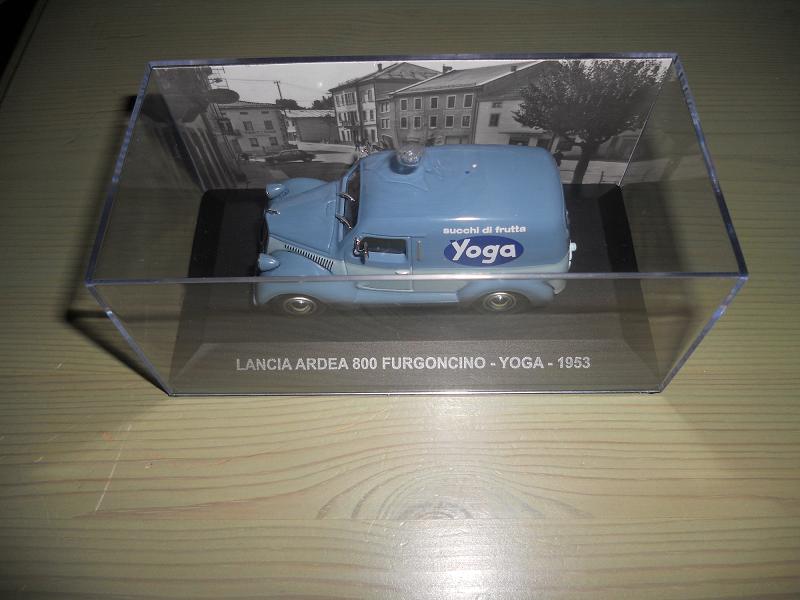 succhi di frutta
Yoga
LANCIA ARDEA 800 FURGONCINO - YOGA - 1953